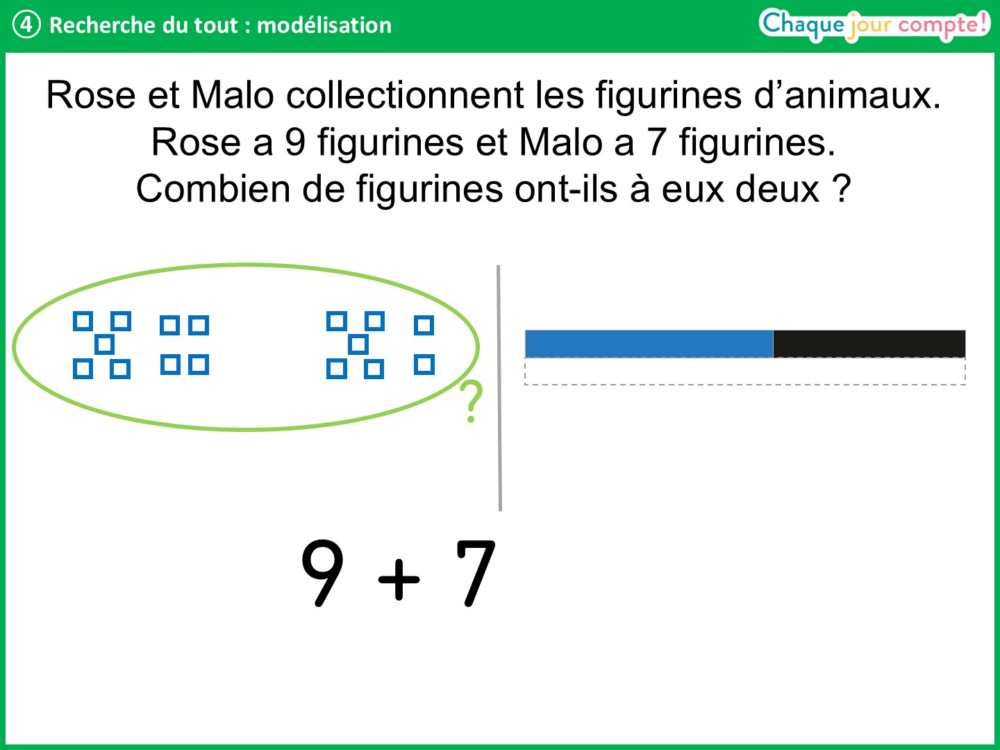 ④ Recherche du tout : modélisation
Chaque jour compte!
Rose et Malo collectionnent les figurines d’animaux.
Rose a 9 figurines et Malo a 7 figurines.
Combien de figurines ont-ils à eux deux ?
?
9 + 7